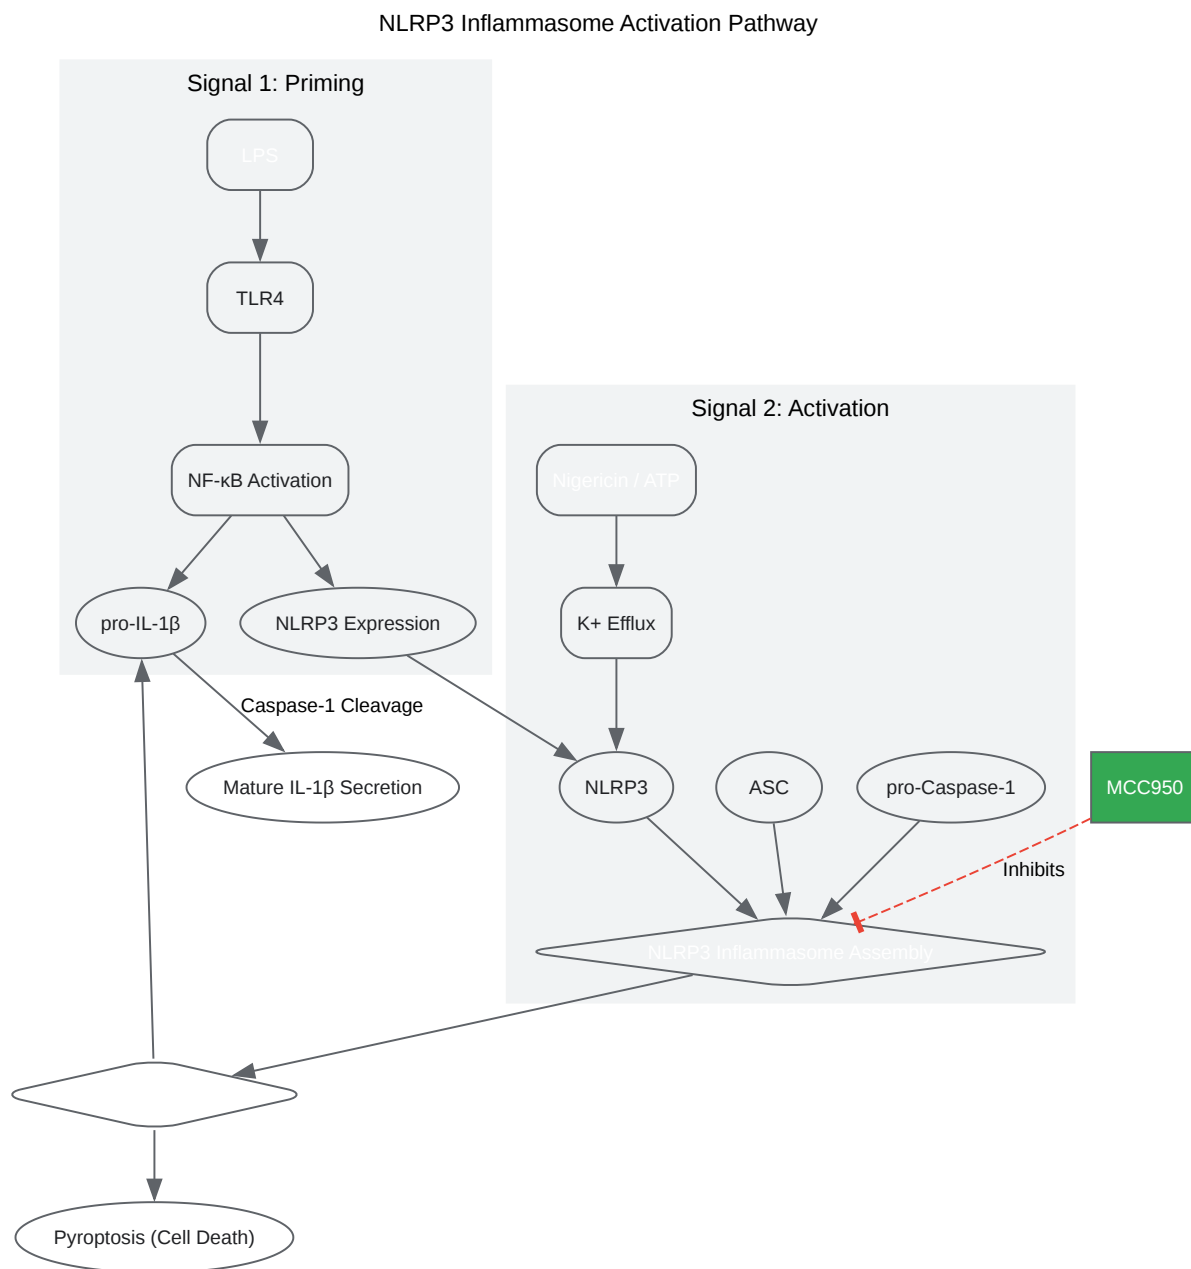 NLRP3 Inflammasome Activation Pathway
Signal 1: Priming
LPS
TLR4
NF-κB Activation
pro-IL-1β
NLRP3 Expression
Caspase-1 Cleavage
Mature IL-1β Secretion
Signal 2: Activation
Nigericin / ATP
K+ Efflux
NLRP3
ASC
pro-Caspase-1
MCC950
Inhibits
NLRP3 Inflammasome Assembly
Pyroptosis (Cell Death)